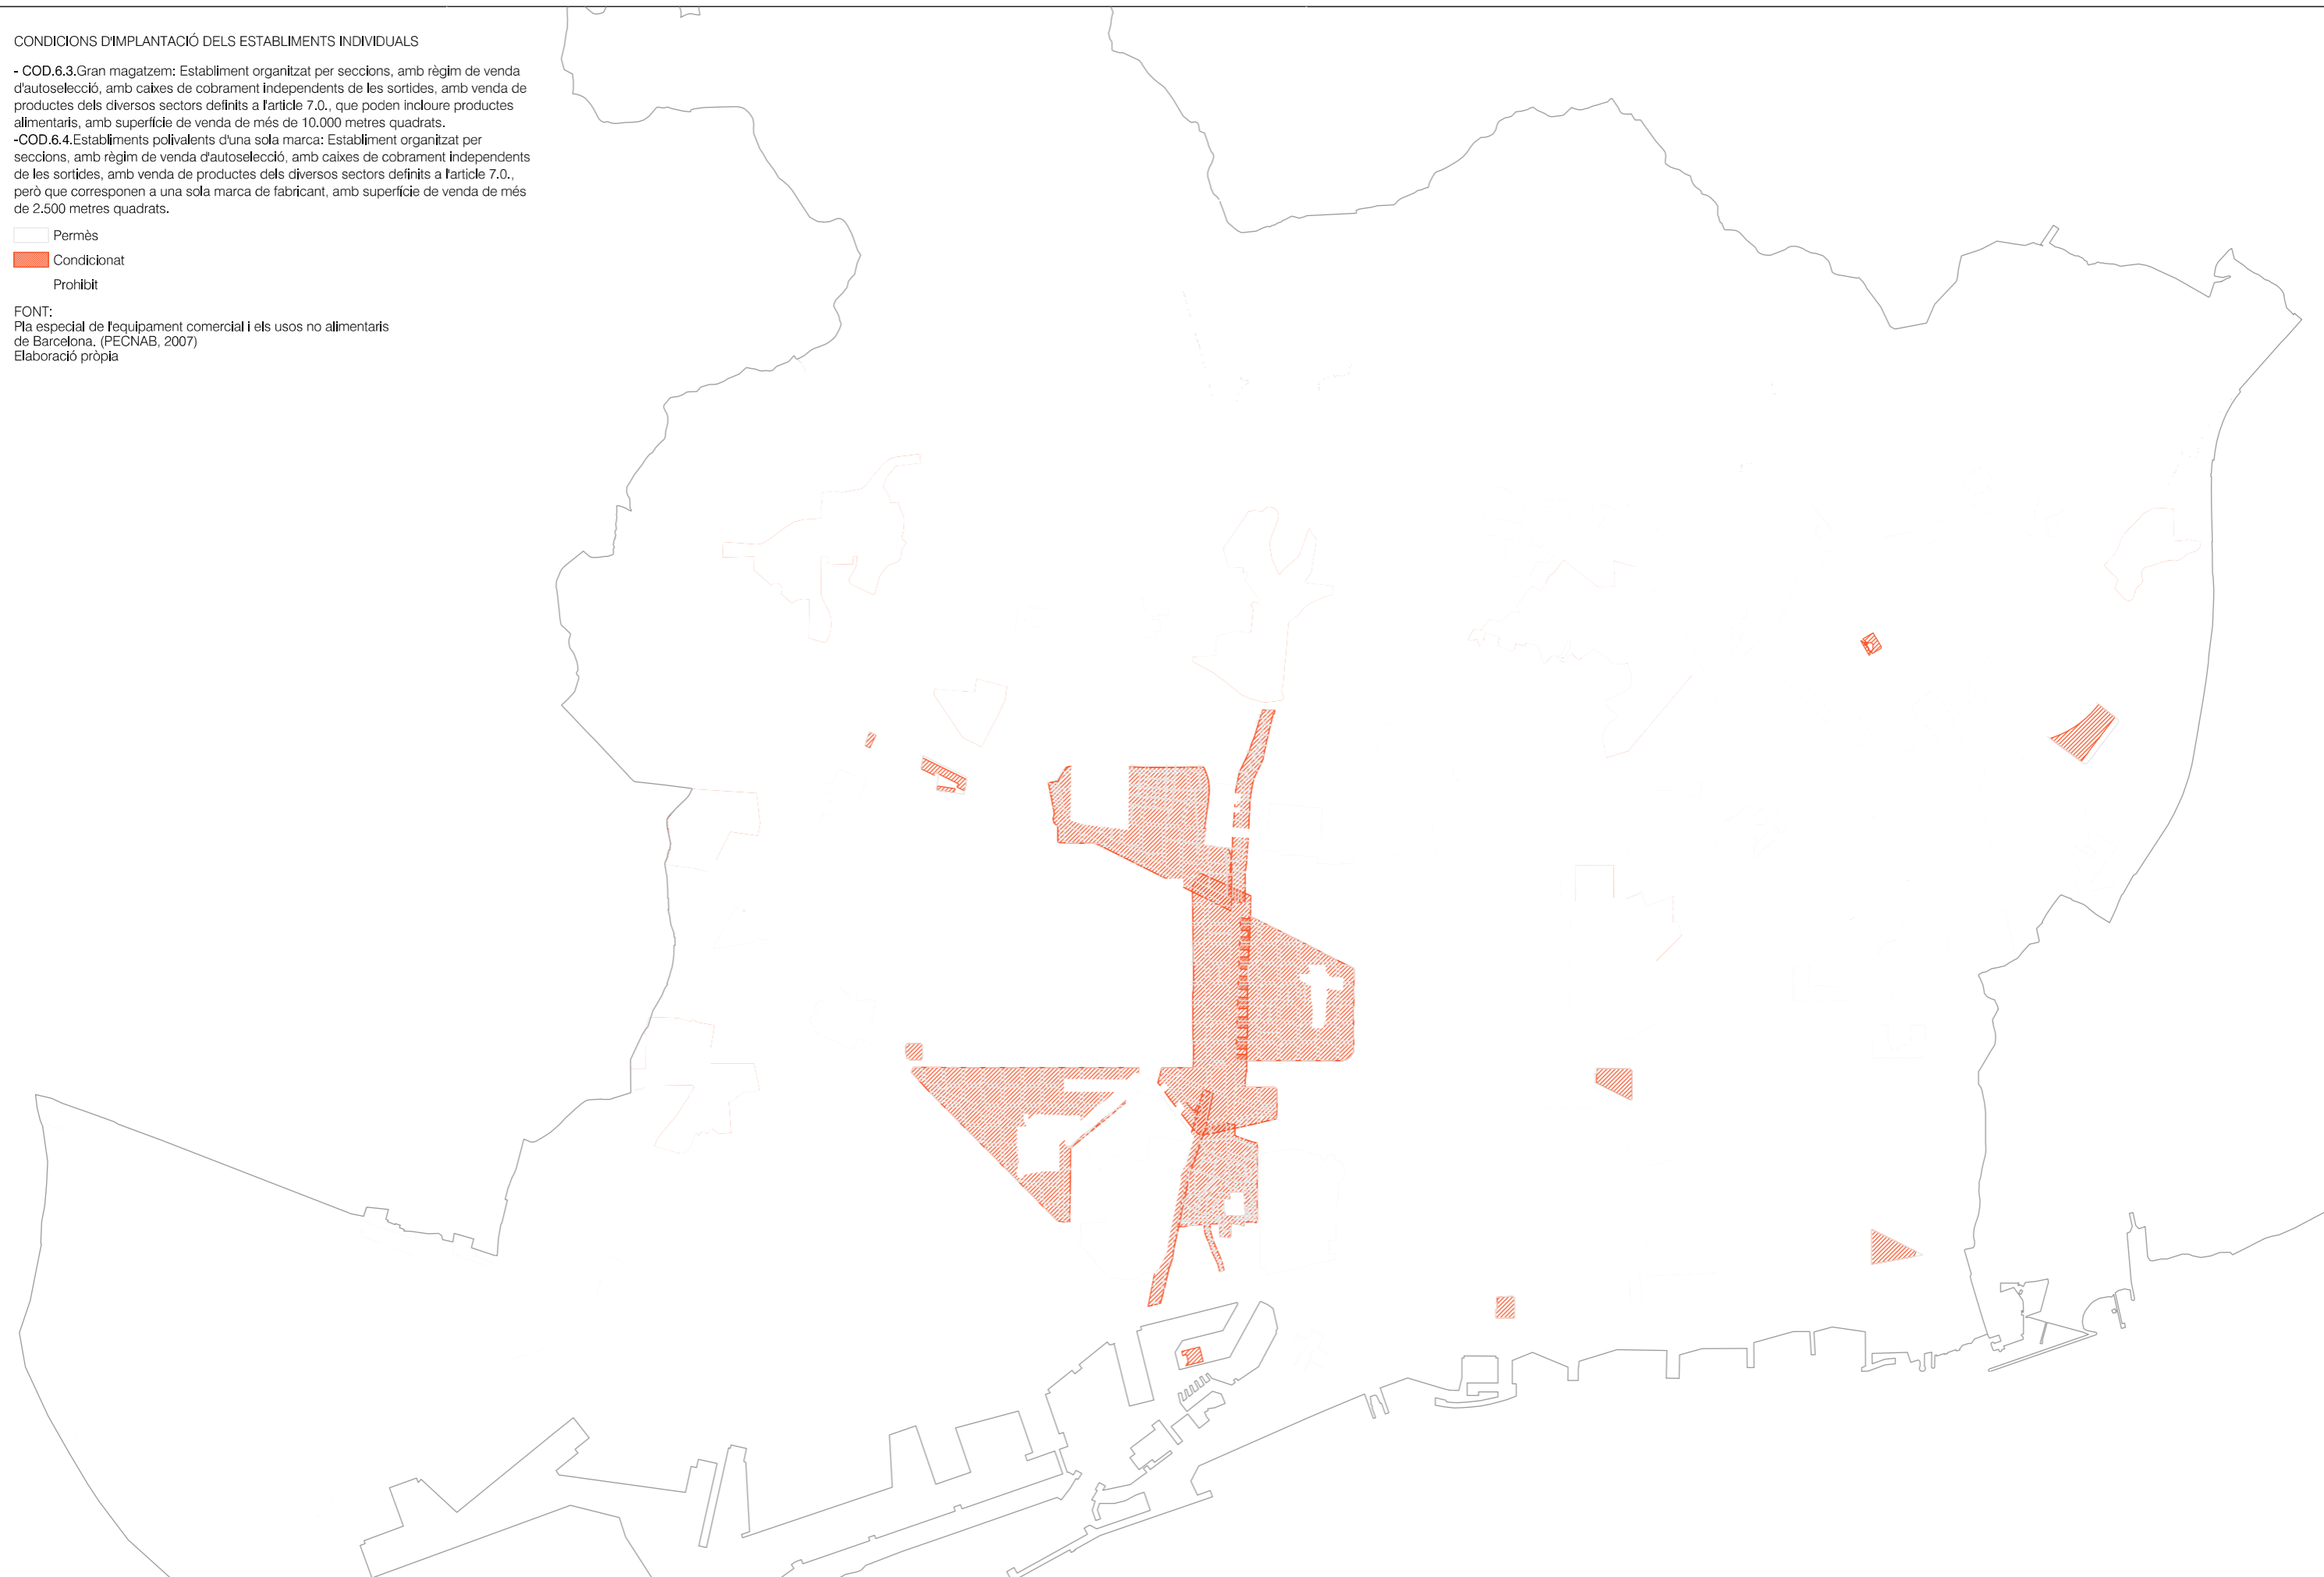 CONDICIONS D'IMPLANTACIÓ DELS ESTABLIMENTS INDIVIDUALS
- COD.6.3.Gran magatzem: Establiment organitzat per seccions, amb règim de venda
d'autoselecció, amb caixes de cobrament independents de les sortides, amb venda de
productes dels diversos sectors definits a l'article 7.0., que poden incloure productes
alimentaris, amb superfície de venda de més de 10.000 metres quadrats.
-COD.6.4.Establiments polivalents d'una sola marca: Establiment organitzat per
seccions, amb règim de venda d'autoselecció, amb caixes de cobrament independents
de les sortides, amb venda de productes dels diversos sectors definits a l'article 7.0.,
però que corresponen a una sola marca de fabricant, amb superfície de venda de més
de 2.500 metres quadrats.
Permès
Condicionat
Prohibit
FONT:
Pla especial de l'equipament comercial i els usos no alimentaris
de Barcelona. (PECNAB, 2007)
Elaboració pròpia